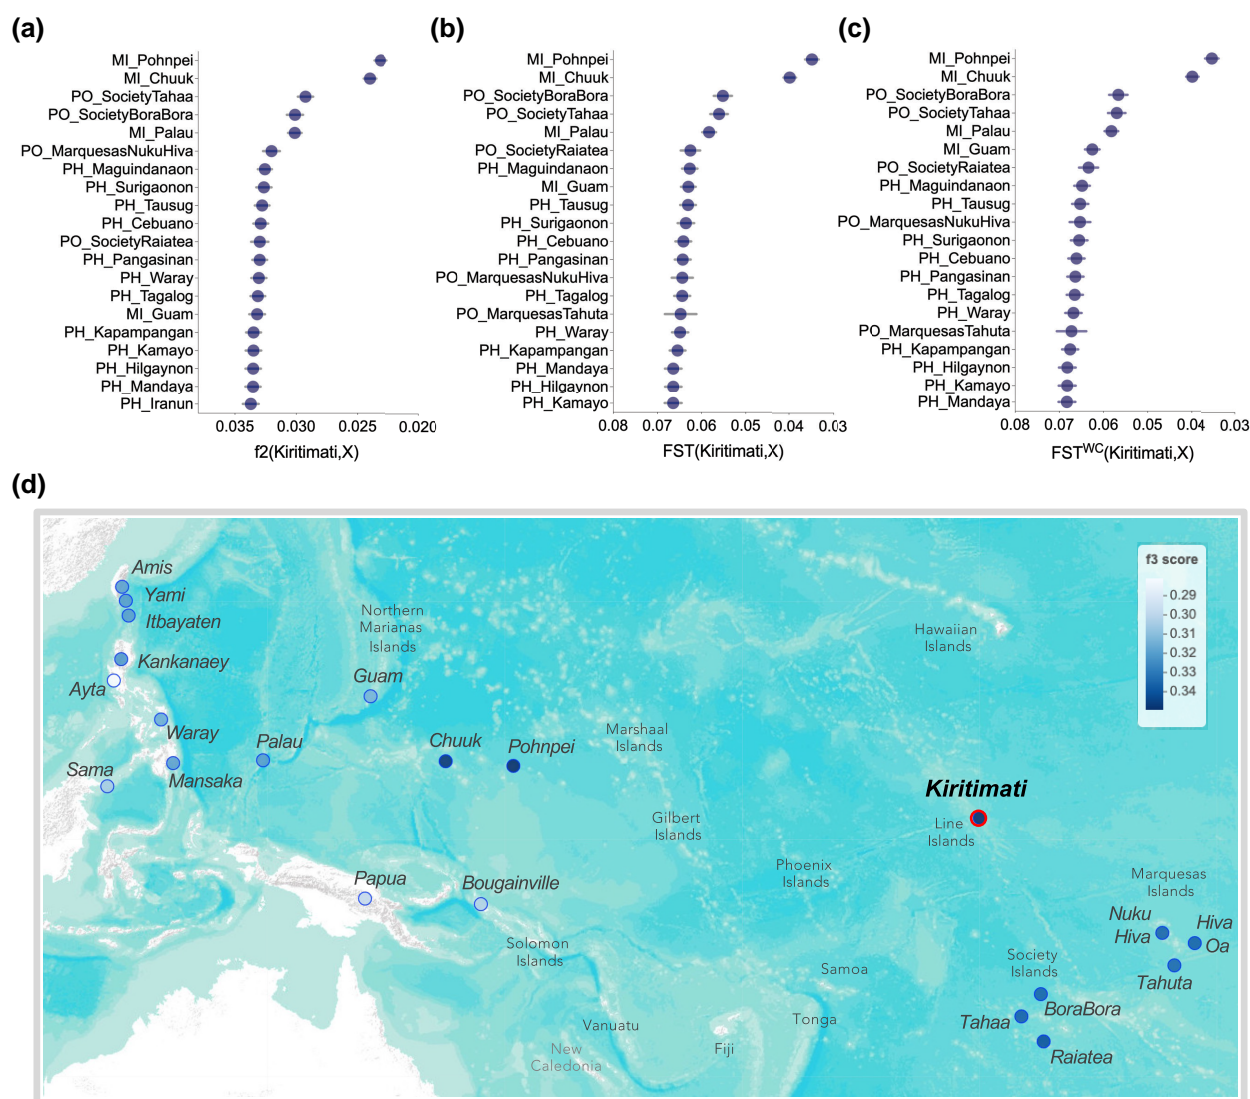 (a)
MI_Pohnpei
MI_Chuuk
PO_SocietyTahaa
PO_SocietyBoraBora
MI_Palau
PO_MarquesasNukuHiva
PH_Maguindanaon
PH_Surigaonon
PH_Tausug
PH_Cebuano
PO_SocietyRaiatea
PH_Pangasinan
PH_Waray
PH_Tagalog
MI_Guam
PH_Kapampangan
PH_Kamayo
PH_Hilgaynon
PH_Mandaya
PH_Iranun
0.035 0.030 0.025 0.020
f2(Kiritimati,X)
(b)
MI_Pohnpei
MI_Chuuk
PO_SocietyBoraBora
PO_SocietyTahaa
MI_Palau
PO_SocietyRaiatea
PH_Maguindanaon
MI_Guam
PH_Tausug
PH_Surigaonon
PH_Cebuano
PH_Pangasinan
PO_MarquesasNukuHiva
PH_Tagalog
PO_MarquesasTahuta
PH_Waray
PH_Kapampangan
PH_Mandaya
PH_Hilgaynon
PH_Kamayo
0.08 0.07 0.06 0.05 0.04 0.03
FST(Kiritimati,X)
(c)
MI_Pohnpei
MI_Chuuk
PO_SocietyBoraBora
PO_SocietyTahaa
MI_Palau
MI_Guam
PO_SocietyRaiatea
PH_Maguindanaon
PH_Tausug
PO_MarquesasNukuHiva
PH_Surigaonon
PH_Cebuano
PH_Pangasinan
PH_Tagalog
PH_Waray
PO_MarquesasTahuta
PH_Kapampangan
PH_Hilgaynon
PH_Kamayo
PH_Mandaya
0.08 0.07 0.06 0.05 0.04 0.03
FST^WC(Kiritimati,X)
(d)
f3 score
0.29
0.30
0.31
0.32
0.33
0.34
Amis
Yami
Itbayaten
Kankanaey
Ayta
Waray
Sama
Mansaka
Palau
Northern
Marianas
Islands
Guam
Chuuk
Pohnpei
Hawaiian
Islands
Marshaal
Islands
Gilbert
Islands
Kiritimati
Line
Islands
Phoenix
Islands
Papua
Bougainville
Solomon
Islands
Marquesas
Islands
Nuku
Hiva
Hiva
Oa
Tahuta
Society
Islands
BoraBora
Tahaa
Raiatea
Samoa
Tonga
Vanuatu
New
Caledonia
Fiji